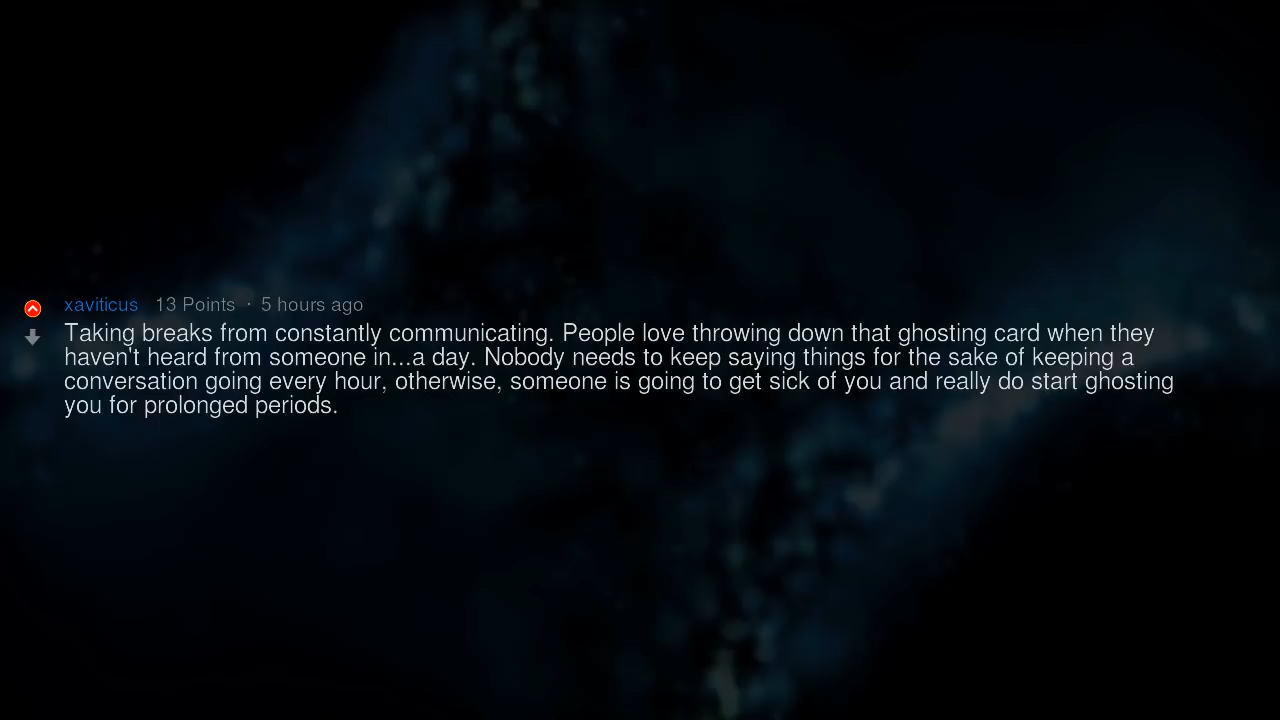 xaviticus 13 Points · 5 hours ago
Taking breaks from constantly communicating. People love throwing down that ghosting card when they
haven't heard from someone in...a day. Nobody needs to keep saying things for the sake of keeping a
conversation going every hour, otherwise, someone is going to get sick of you and really do start ghosting
you for prolonged periods.